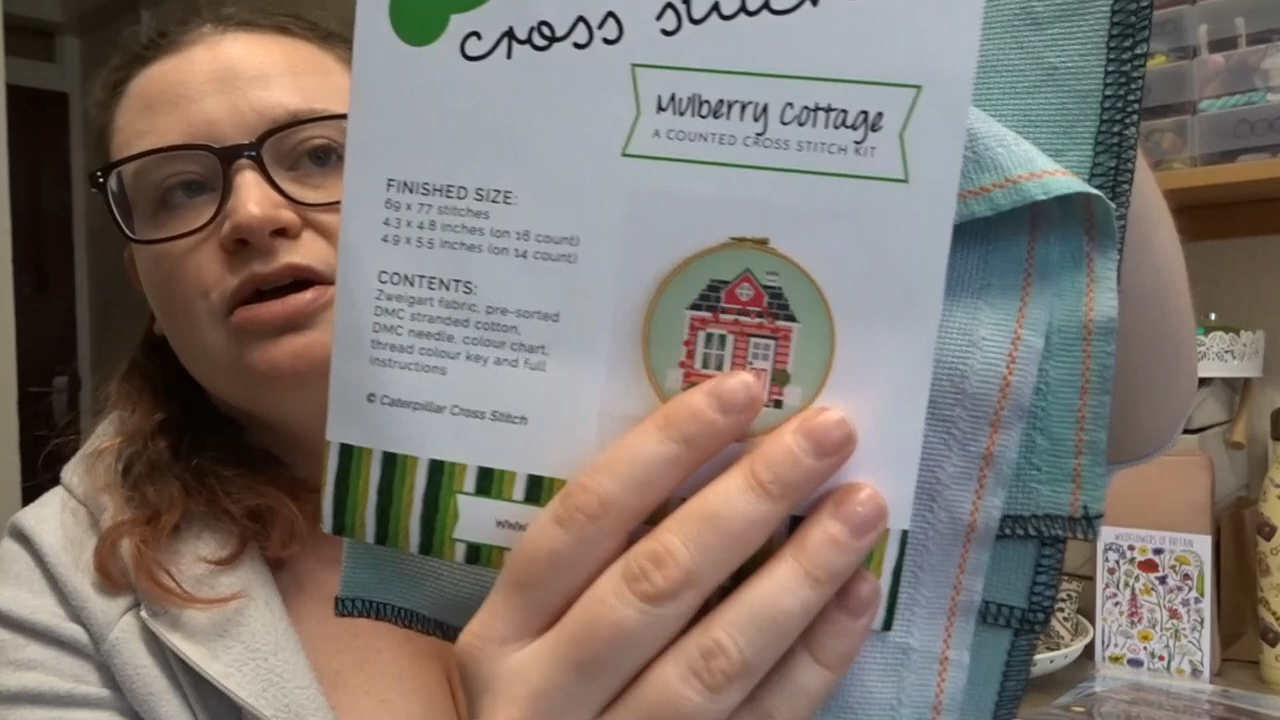 cross stitch
Mulberry Cottage
A COUNTED CROSS STITCH KIT
FINISHED SIZE:
69 x 77 stitches
4.3 x 4.8 inches (on 16 count)
4.9 x 5.5 inches (on 14 count)
CONTENTS:
Zweigart fabric, pre-sorted
DMC stranded cotton,
DMC needle, colour chart,
thread colour key and full
instructions
© Caterpillar Cross Stitch
www
WILDFLOWERS OF BRITAIN